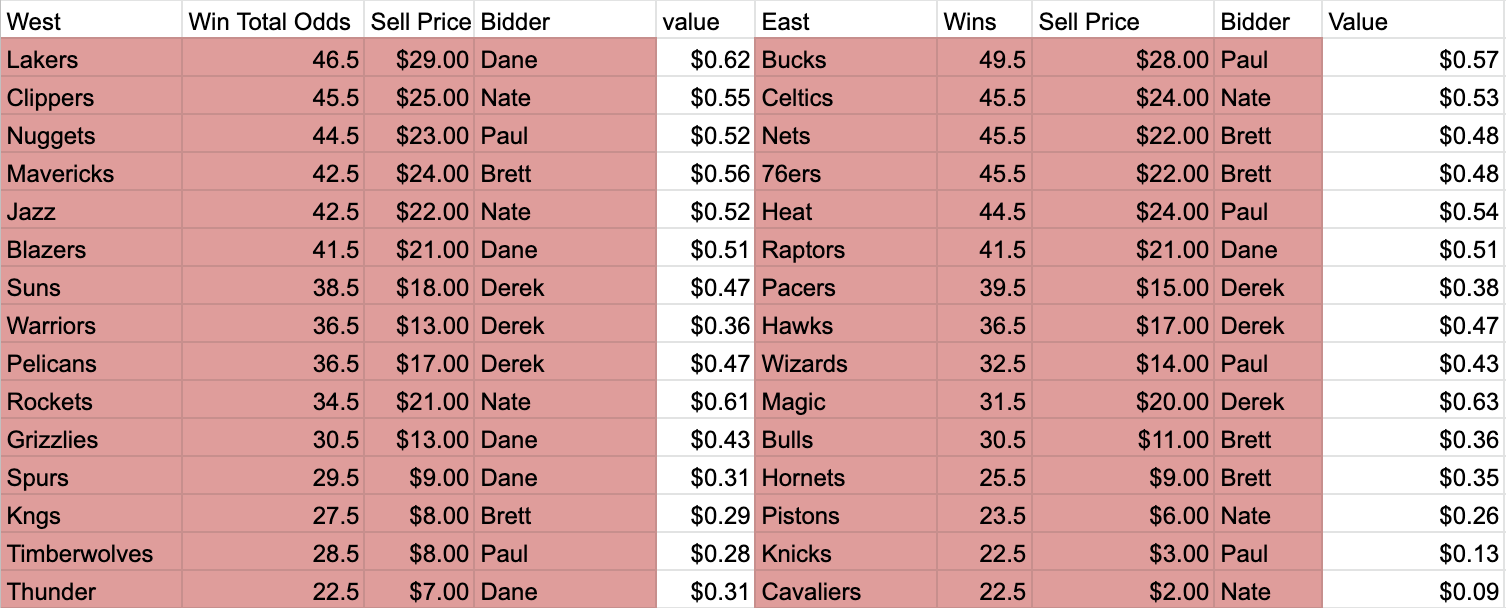 West Win Total Odds Sell Price Bidder value East Wins Sell Price Bidder Value
Lakers 46.5 $29.00 Dane $0.62 Bucks 49.5 $28.00 Paul $0.57
Clippers 45.5 $25.00 Nate $0.55 Celtics 45.5 $24.00 Nate $0.53
Nuggets 44.5 $23.00 Paul $0.52 Nets 45.5 $22.00 Brett $0.48
Mavericks 42.5 $24.00 Brett $0.56 76ers 45.5 $22.00 Brett $0.48
Jazz 42.5 $22.00 Nate $0.52 Heat 44.5 $24.00 Paul $0.54
Blazers 41.5 $21.00 Dane $0.51 Raptors 41.5 $21.00 Dane $0.51
Suns 38.5 $18.00 Derek $0.47 Pacers 39.5 $15.00 Derek $0.38
Warriors 36.5 $13.00 Derek $0.36 Hawks 36.5 $17.00 Derek $0.47
Pelicans 36.5 $17.00 Derek $0.47 Wizards 32.5 $14.00 Paul $0.43
Rockets 34.5 $21.00 Nate $0.61 Magic 31.5 $20.00 Derek $0.63
Grizzlies 30.5 $13.00 Dane $0.43 Bulls 30.5 $11.00 Brett $0.36
Spurs 29.5 $9.00 Dane $0.31 Hornets 25.5 $9.00 Brett $0.35
Kngs 27.5 $8.00 Brett $0.29 Pistons 23.5 $6.00 Nate $0.26
Timberwolves 28.5 $8.00 Paul $0.28 Knicks 22.5 $3.00 Paul $0.13
Thunder 22.5 $7.00 Dane $0.31 Cavaliers 22.5 $2.00 Nate $0.09